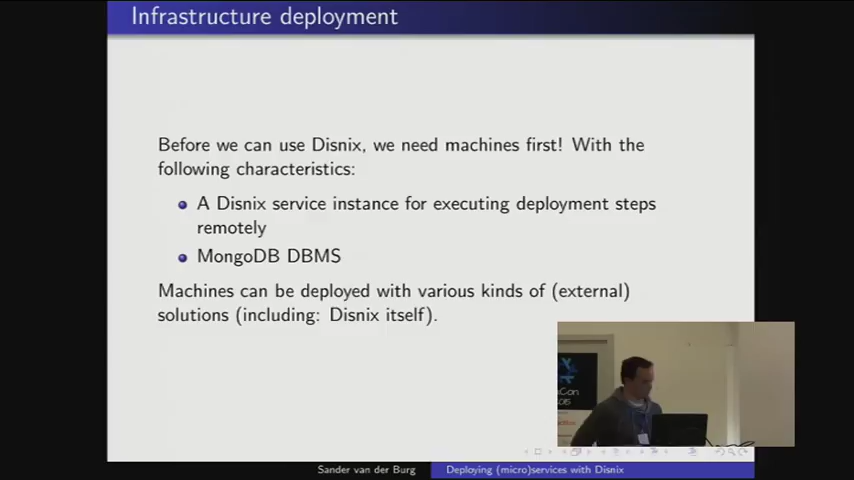 Infrastructure deployment
Before we can use Disnix, we need machines first! With the
following characteristics:
A Disnix service instance for executing deployment steps
remotely
MongoDB DBMS
Machines can be deployed with various kinds of (external)
solutions (including: Disnix itself).
Sander van der Burg
Deploying (micro)services with Disnix